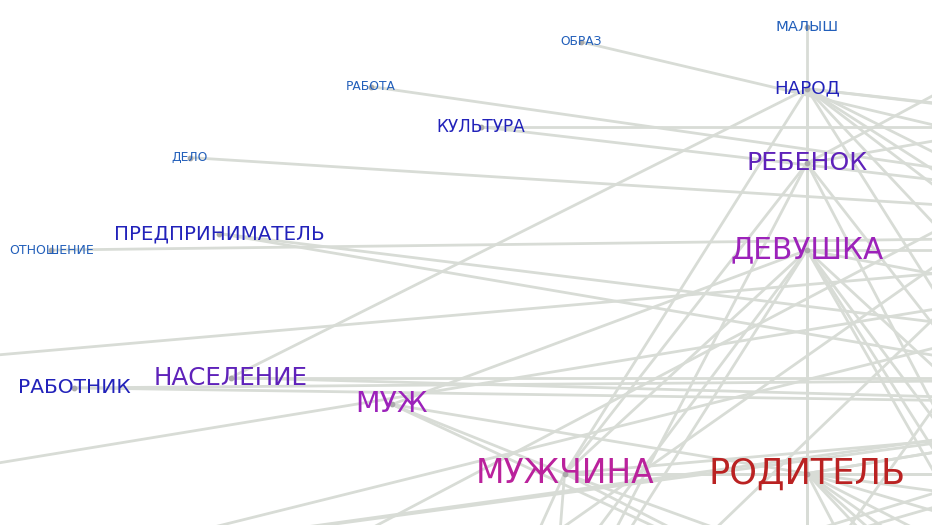 МАЛЫШ
ОБРАЗ
РАБОТА
НАРОД
КУЛЬТУРА
ДЕЛО
РЕБЕНОК
ПРЕДПРИНИМАТЕЛЬ
ОТНОШЕНИЕ
ДЕВУШКА
НАСЕЛЕНИЕ
РАБОТНИК
МУЖ
МУЖЧИНА
РОДИТЕЛЬ